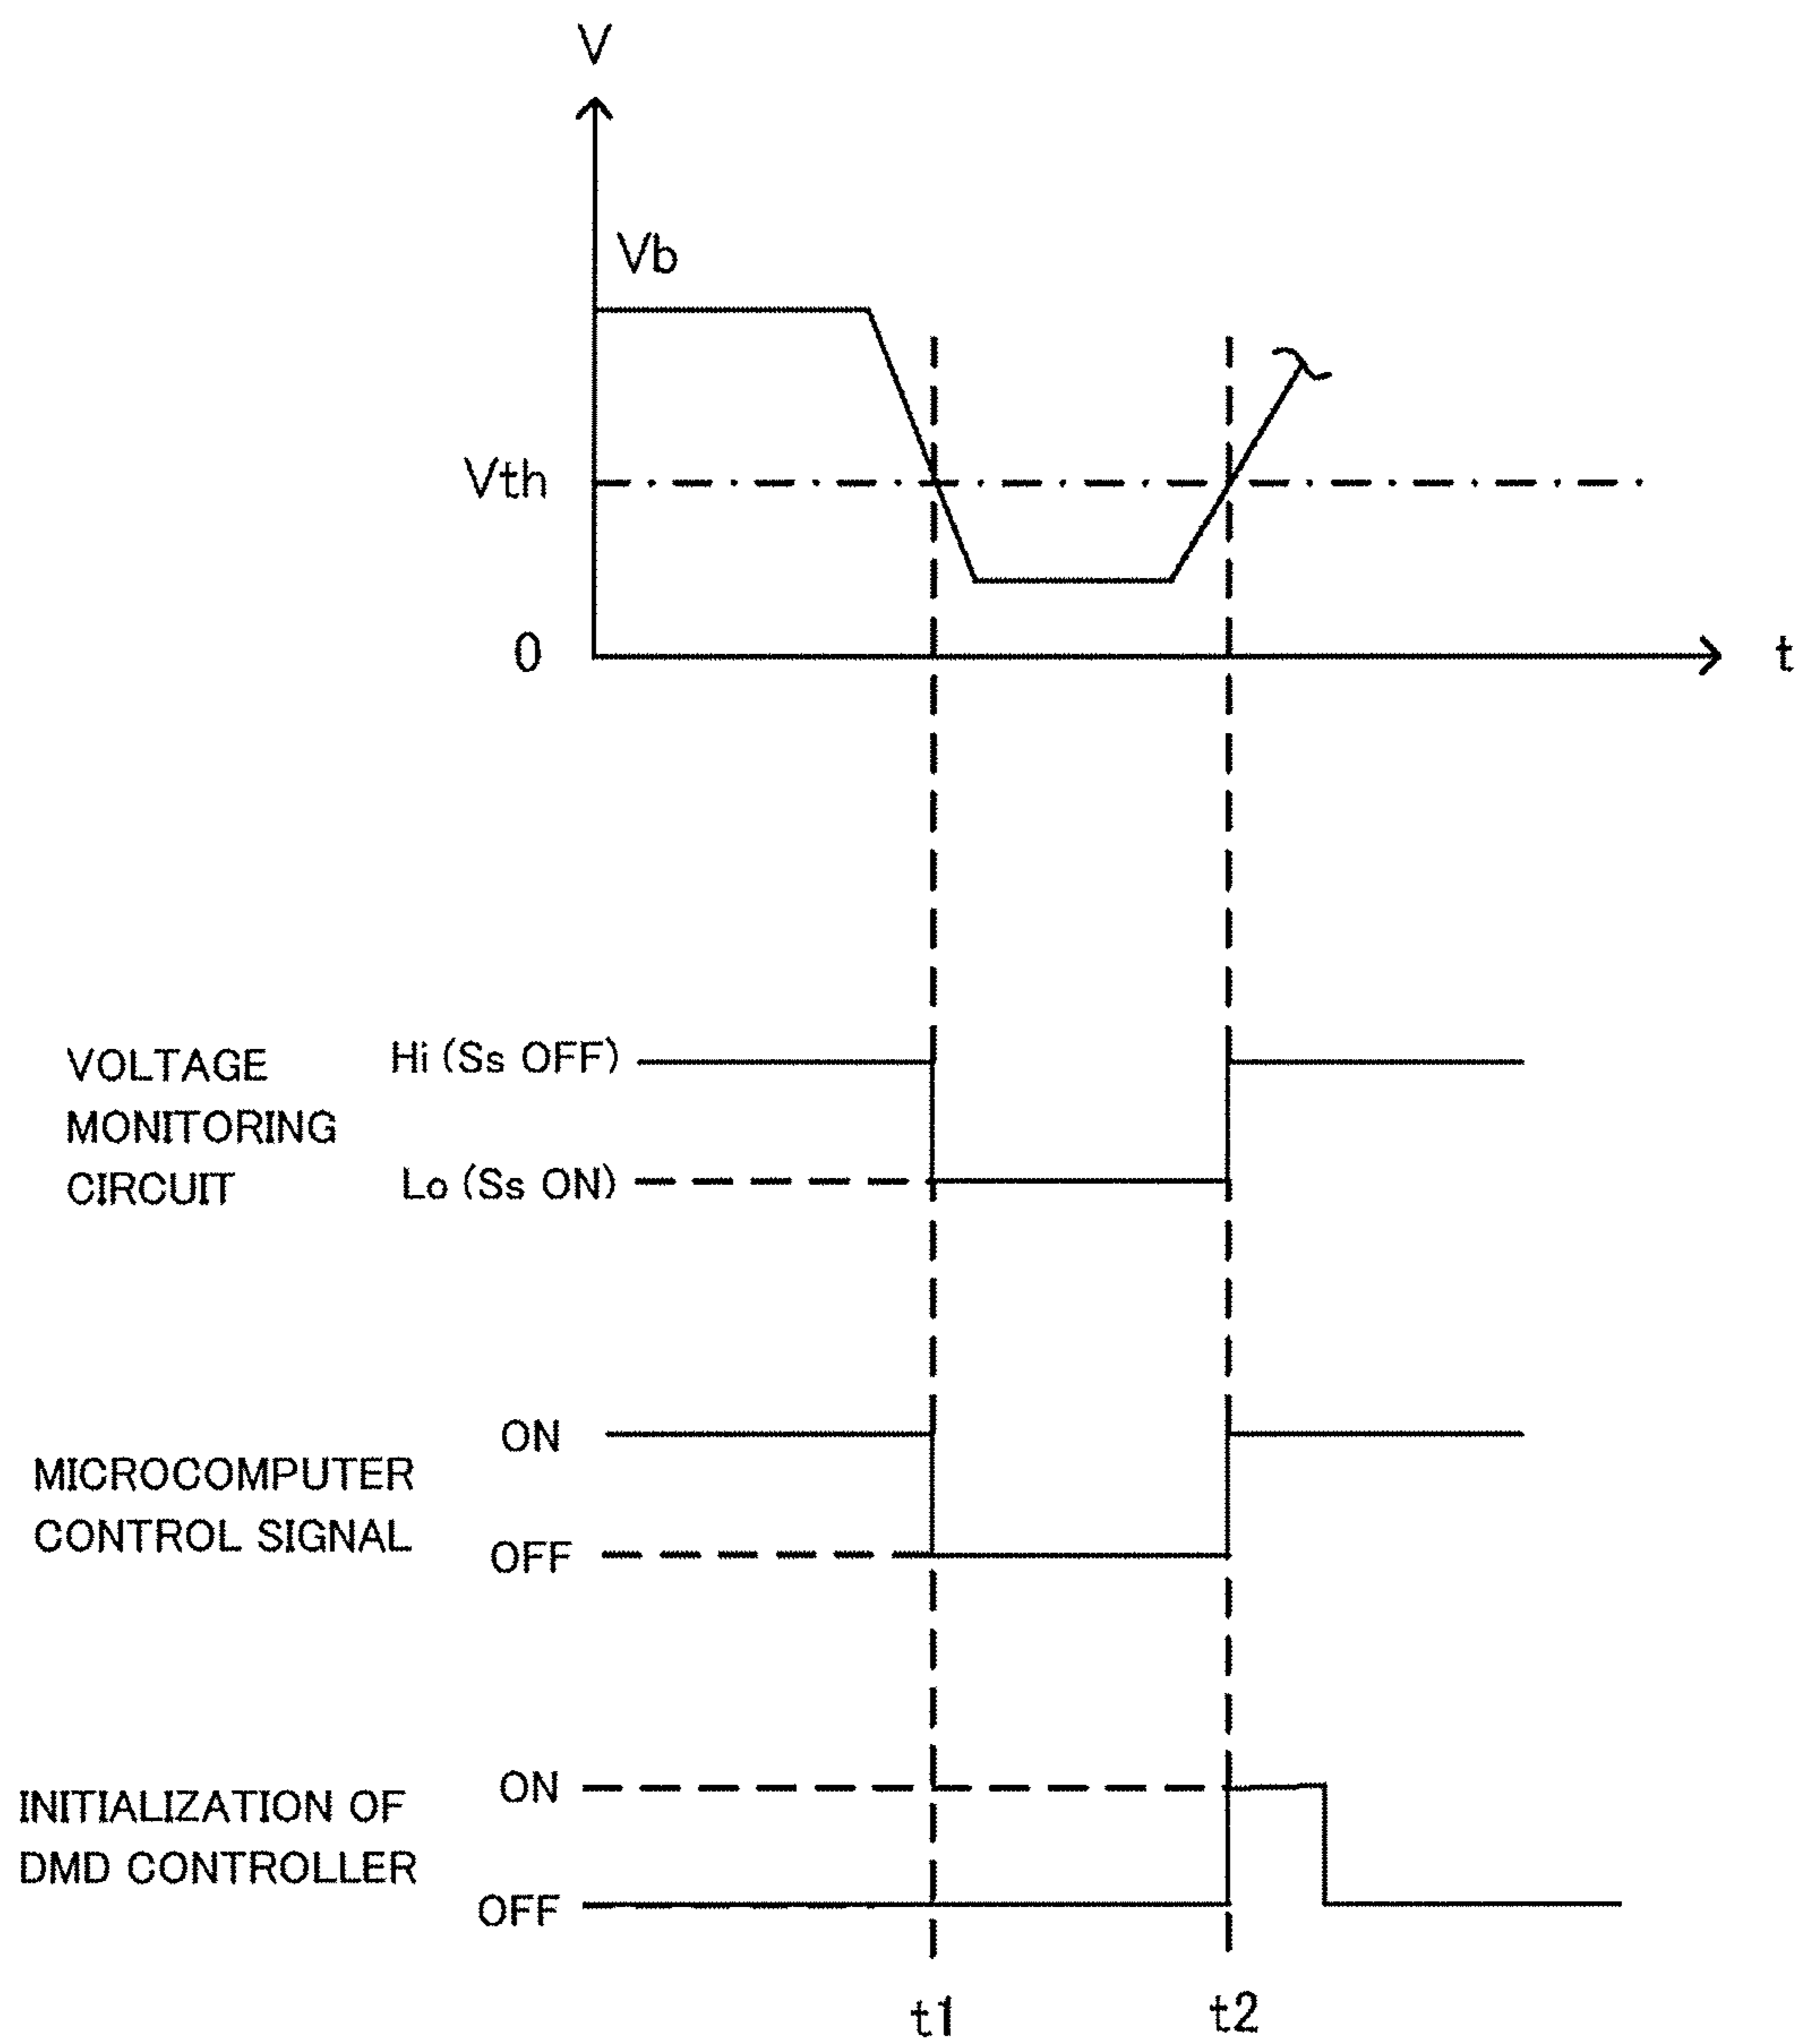 V
Vb
Vth
0
t
VOLTAGE
MONITORING
CIRCUIT
Hi (Ss OFF)
Lo (Ss ON)
MICROCOMPUTER
CONTROL SIGNAL
ON
OFF
INITIALIZATION OF
DMD CONTROLLER
ON
OFF
t1
t2